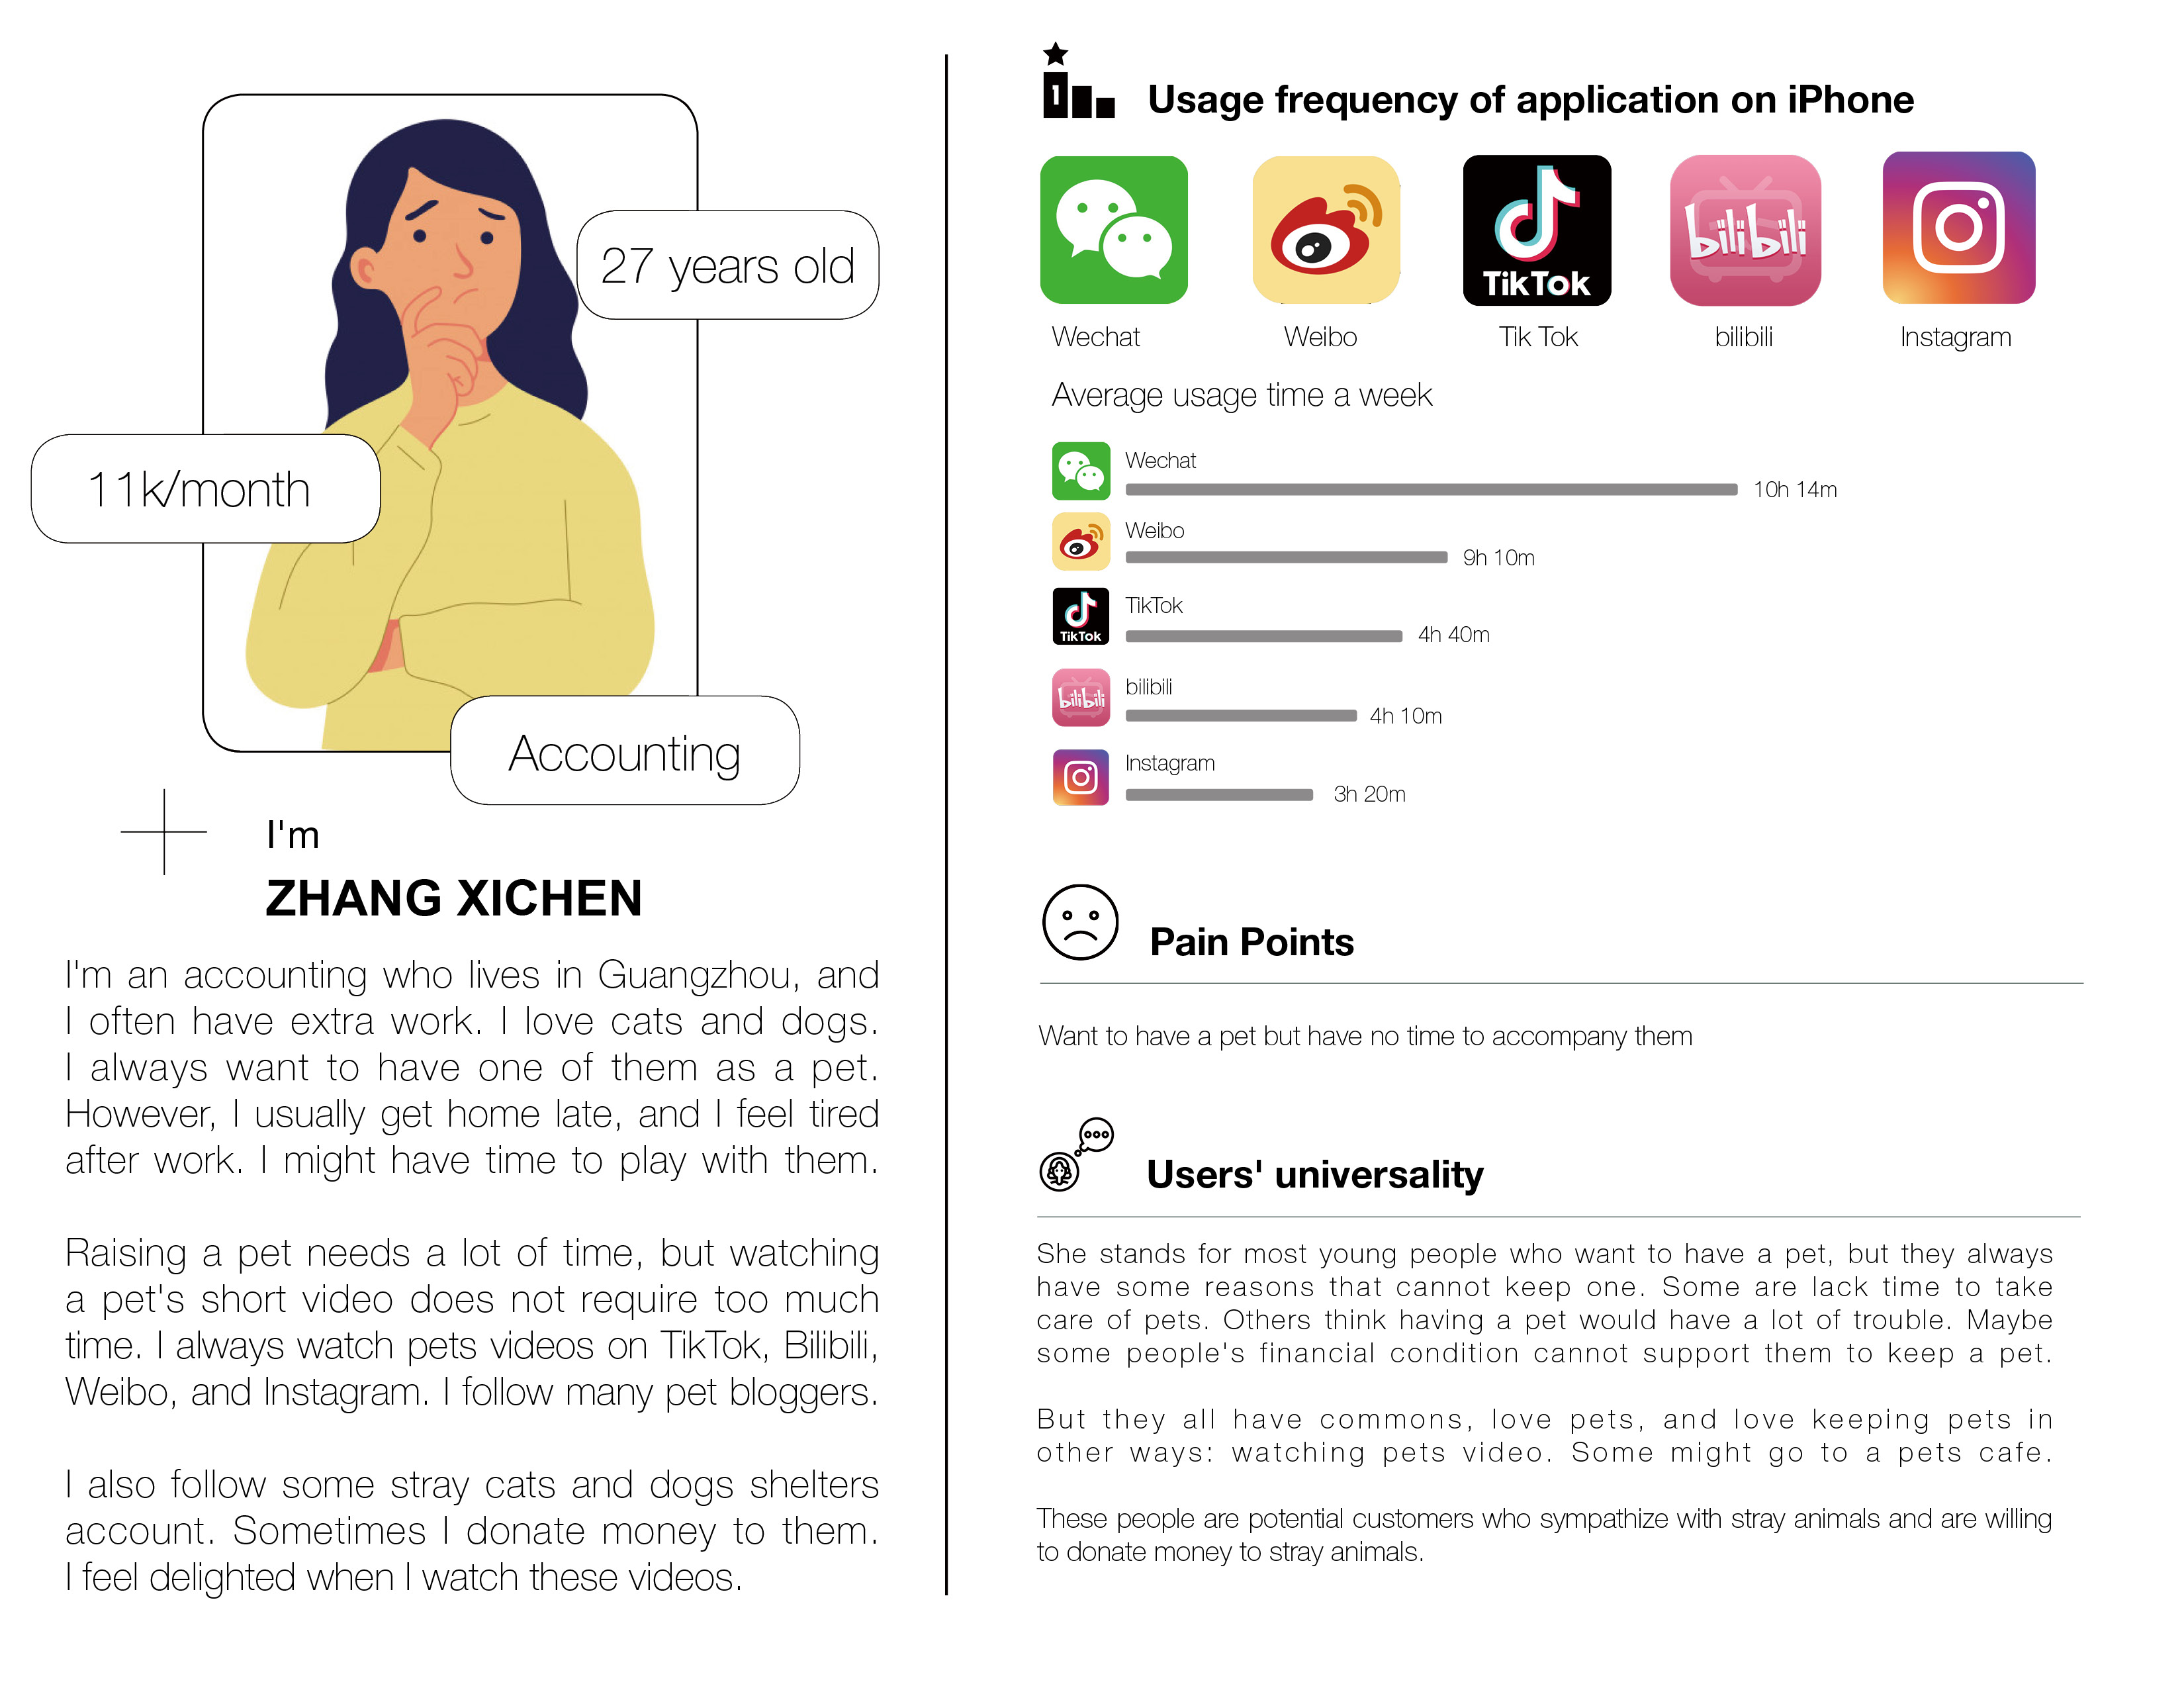 27 years old
11k/month
Accounting
I'm
ZHANG XICHEN
I'm an accounting who lives in Guangzhou, and
I often have extra work. I love cats and dogs.
I always want to have one of them as a pet.
However, I usually get home late, and I feel tired
after work. I might have time to play with them.
Raising a pet needs a lot of time, but watching
a pet's short video does not require too much
time. I always watch pets videos on TikTok, Bilibili,
Weibo, and Instagram. I follow many pet bloggers.
I also follow some stray cats and dogs shelters
account. Sometimes I donate money to them.
I feel delighted when I watch these videos.
1
Usage frequency of application on iPhone
TikTok
bilibili
Wechat
Weibo
Tik Tok
bilibili
Instagram
Average usage time a week
Wechat
10h 14m
Weibo
9h 10m
TikTok
TikTok
4h 40m
bilibili
bilibili
4h 10m
Instagram
3h 20m
Pain Points
Want to have a pet but have no time to accompany them
Users' universality
She stands for most young people who want to have a pet, but they always
have some reasons that cannot keep one. Some are lack time to take
care of pets. Others think having a pet would have a lot of trouble. Maybe
some people's financial condition cannot support them to keep a pet.
But they all have commons, love pets, and love keeping pets in
other ways: watching pets video. Some might go to a pets cafe.
These people are potential customers who sympathize with stray animals and are willing
to donate money to stray animals.